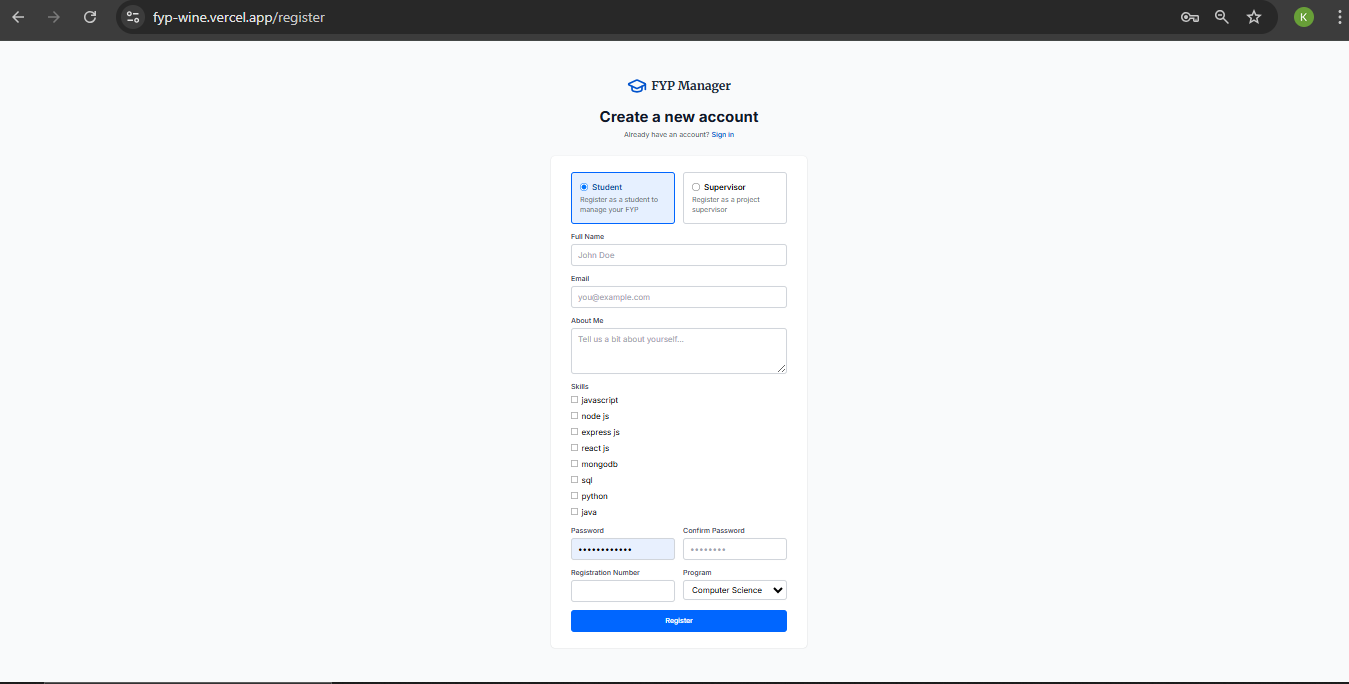 fyp-wine.vercel.app/register
K
FYP Manager
Create a new account
Already have an account? Sign in
Student
Register as a student to
manage your FYP
Supervisor
Register as a project
supervisor
Full Name
John Doe
Email
you@example.com
About Me
Tell us a bit about yourself...
Skills
javascript
node js
express js
react js
mongodb
sql
python
java
Password
Confirm Password
••••••••••••
••••••••
Registration Number
Program
Computer Science
Register